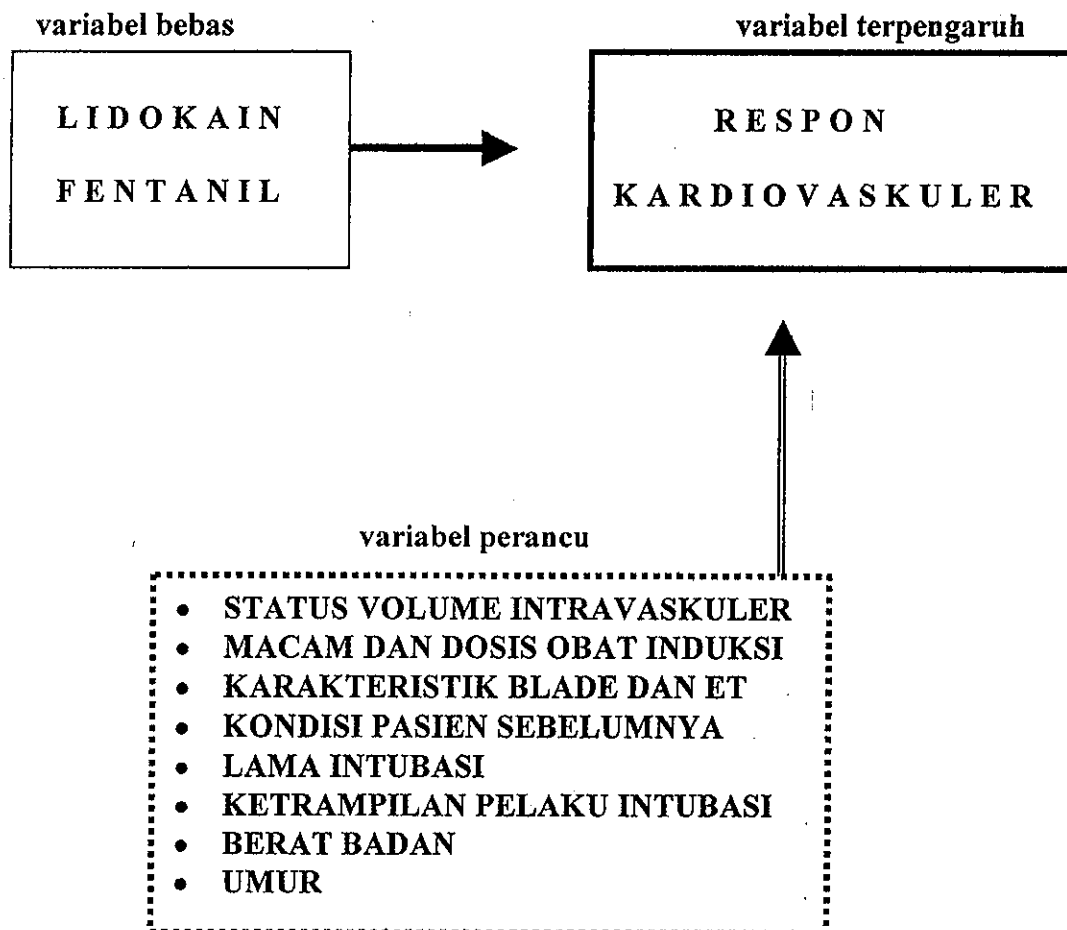 variabel bebas
LIDOKAIN
FENTANIL
variabel terpengaruh
RESPON
KARDIOVASKULER
variabel perancu
• STATUS VOLUME INTRAVASKULER
• MACAM DAN DOSIS OBAT INDUKSI
• KARAKTERISTIK BLADE DAN ET
• KONDISI PASIEN SEBELUMNYA
• LAMA INTUBASI
• KETRAMPILAN PELAKU INTUBASI
• BERAT BADAN
• UMUR